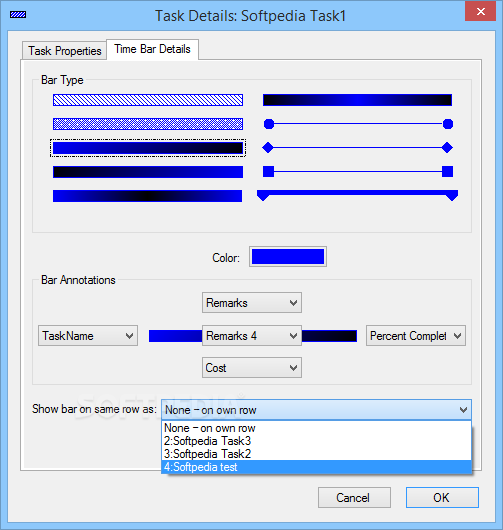 Task Details: Softpedia Task1
Task Properties
Time Bar Details
Bar Type
Color:
Bar Annotations
Remarks
TaskName
Remarks 4
Percent Complet
Cost
Show bar on same row as:
None - on own row
None - on own row
2:Softpedia Task3
3:Softpedia Task2
4:Softpedia test
Cancel
OK